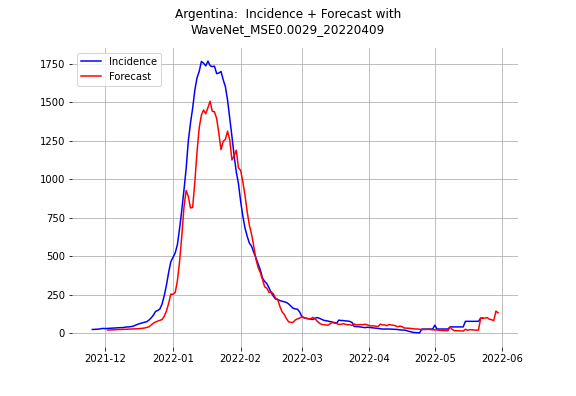 Argentina:  Incidence + Forecast with
WaveNet_MSE0.0029_20220409
Incidence
Forecast
1750
1500
1250
1000
750
500
250
0
2021-12 2022-01 2022-02 2022-03 2022-04 2022-05 2022-06